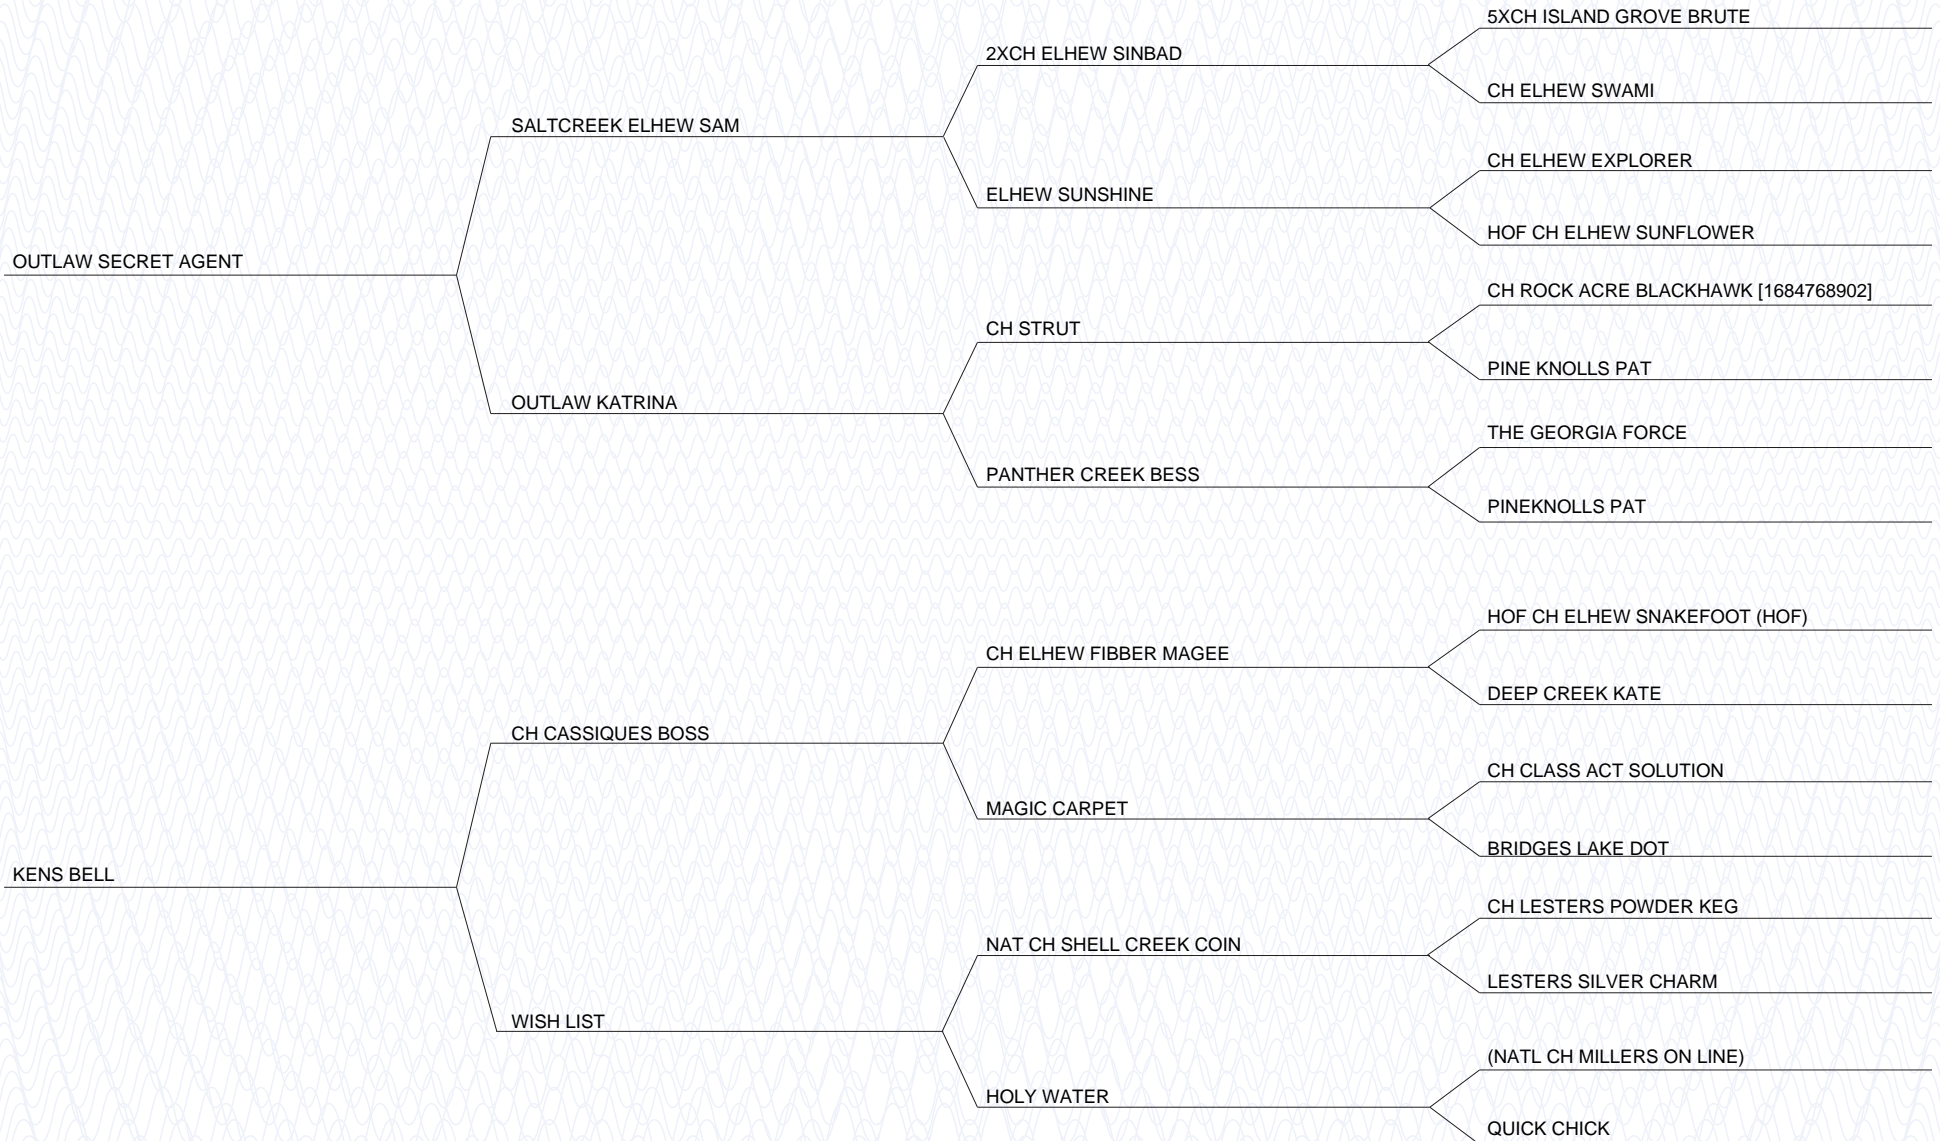 5XCH ISLAND GROVE BRUTE
2XCH ELHEW SINBAD
CH ELHEW SWAMI
SALTCREEK ELHEW SAM
CH ELHEW EXPLORER
ELHEW SUNSHINE
HOF CH ELHEW SUNFLOWER
OUTLAW SECRET AGENT
CH ROCK ACRE BLACKHAWK [1684768902]
CH STRUT
PINE KNOLLS PAT
OUTLAW KATRINA
THE GEORGIA FORCE
PANTHER CREEK BESS
PINEKNOLLS PAT
HOF CH ELHEW SNAKEFOOT (HOF)
CH ELHEW FIBBER MAGEE
DEEP CREEK KATE
CH CASSIQUES BOSS
CH CLASS ACT SOLUTION
MAGIC CARPET
BRIDGES LAKE DOT
KENS BELL
CH LESTERS POWDER KEG
NAT CH SHELL CREEK COIN
LESTERS SILVER CHARM
WISH LIST
(NATL CH MILLERS ON LINE)
HOLY WATER
QUICK CHICK